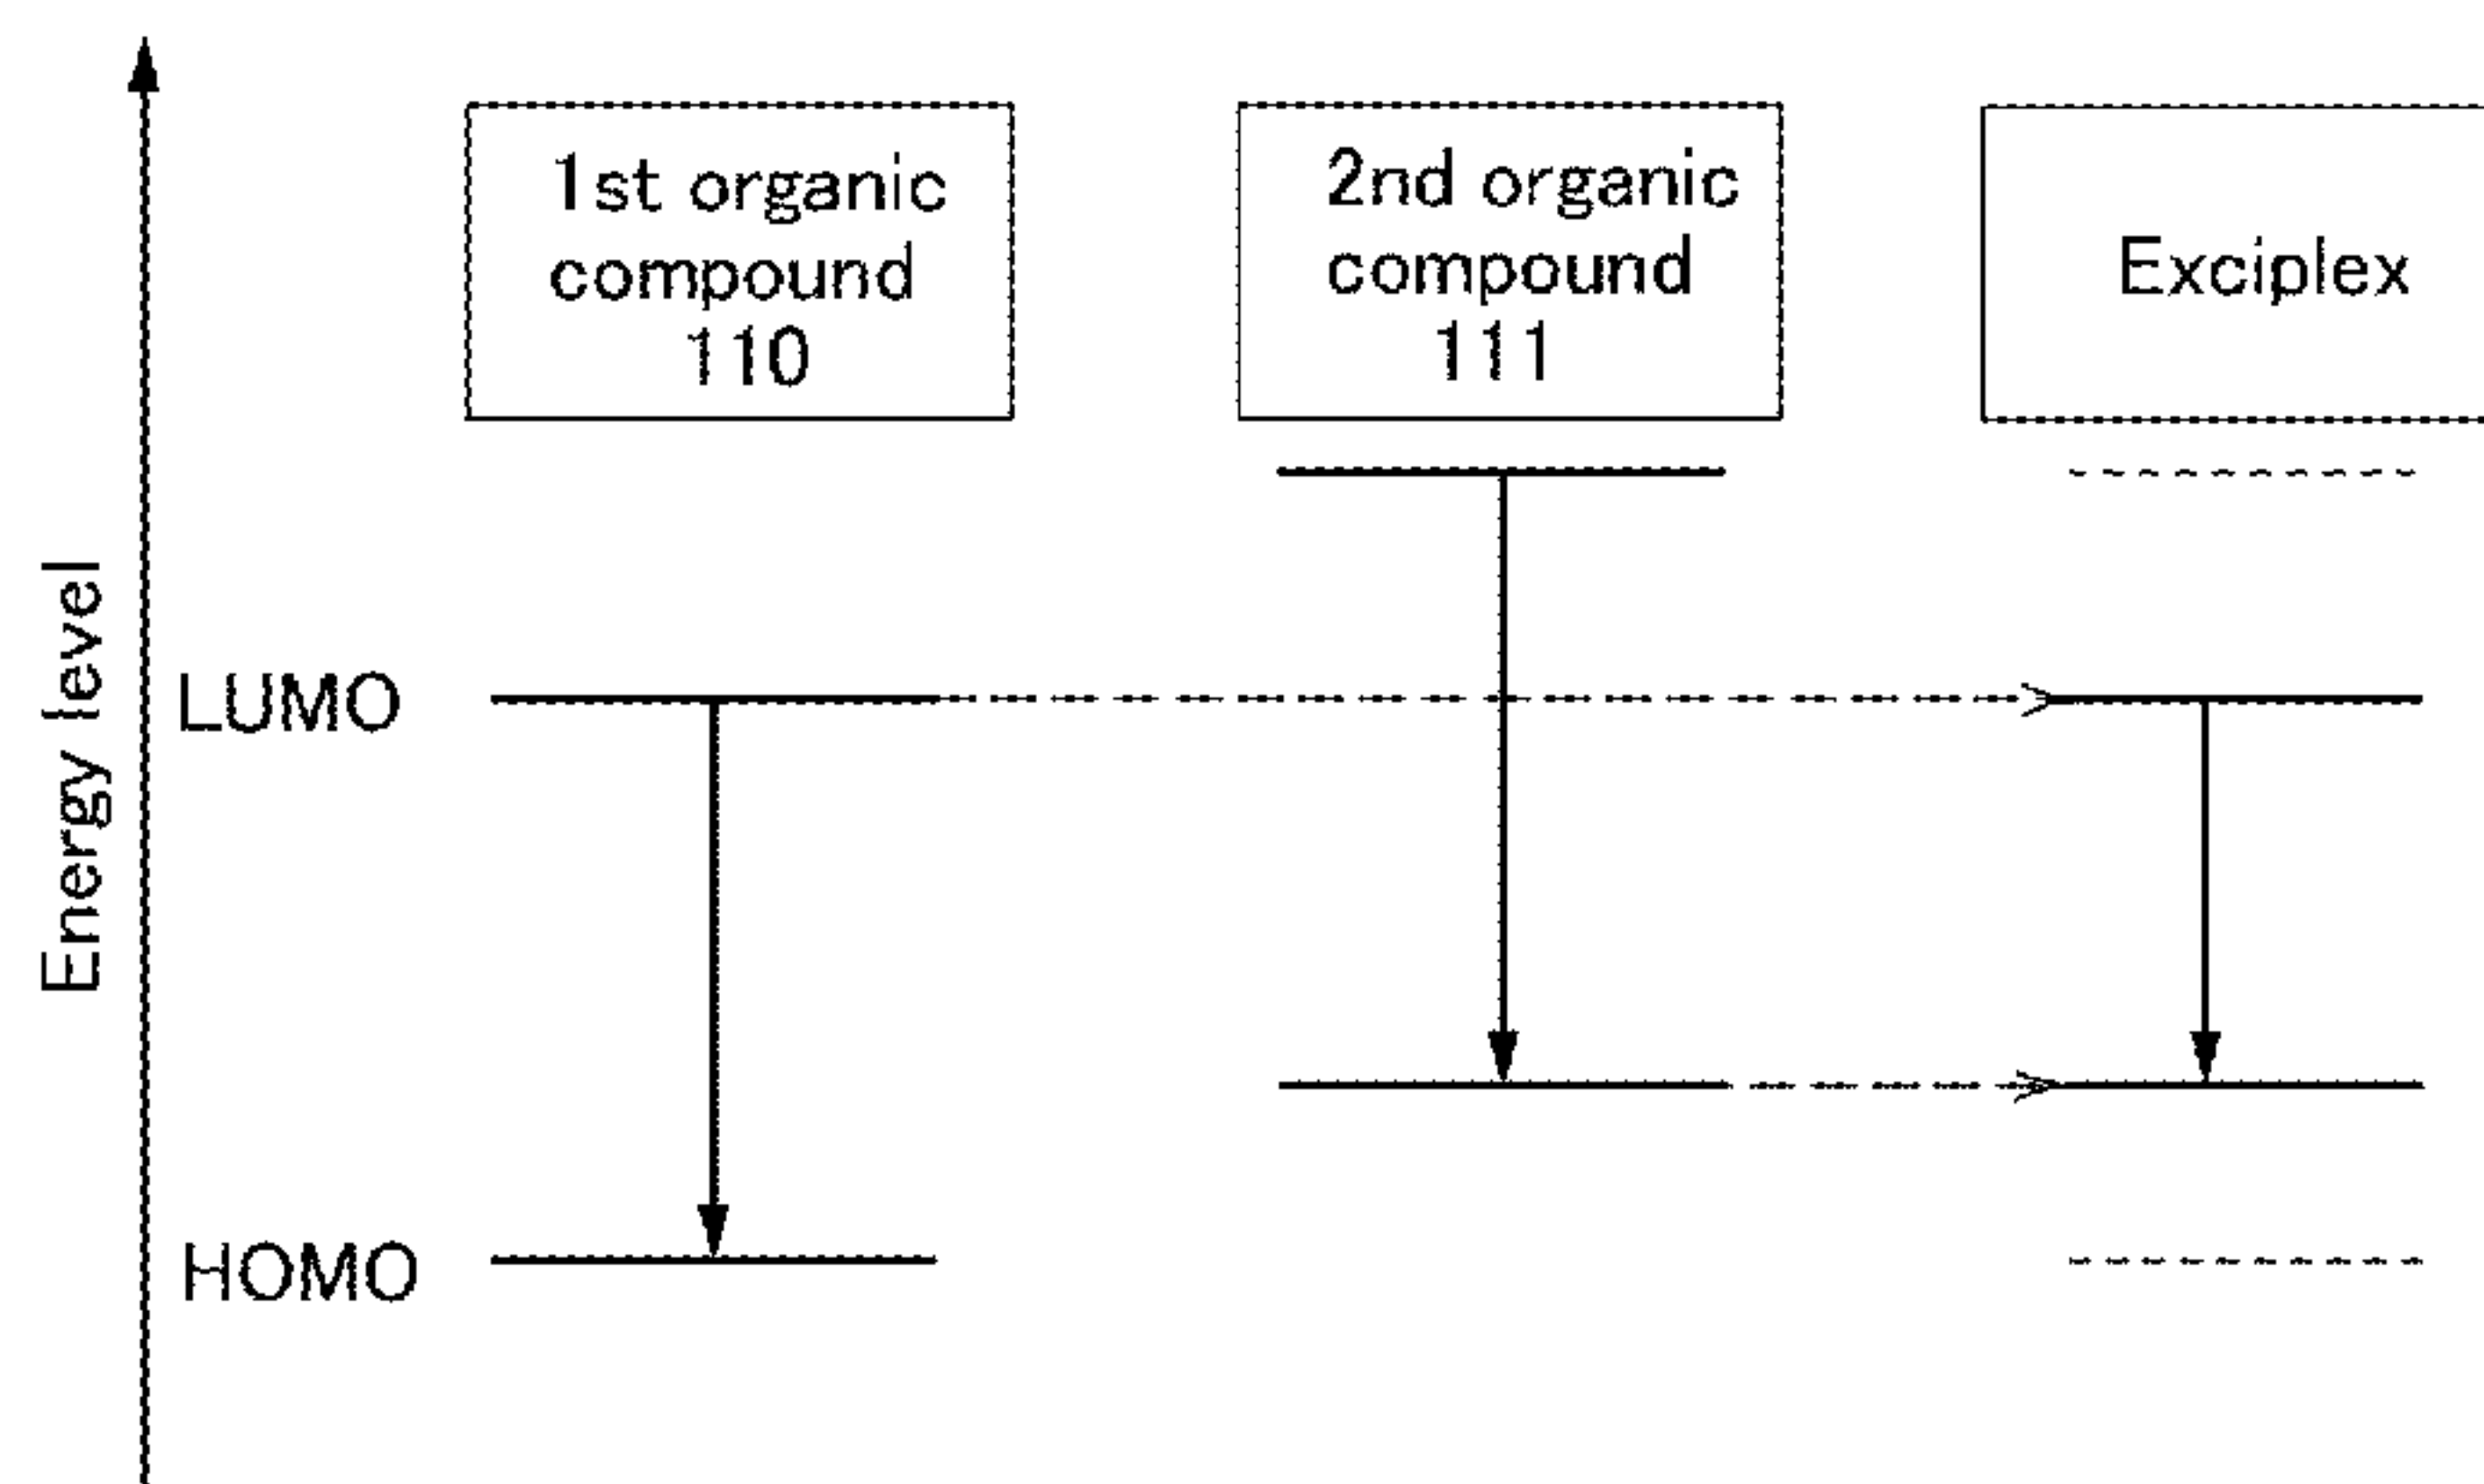 1st organic
compound
110
2nd organic
compound
111
Exciplex
Energy level
LUMO
HOMO